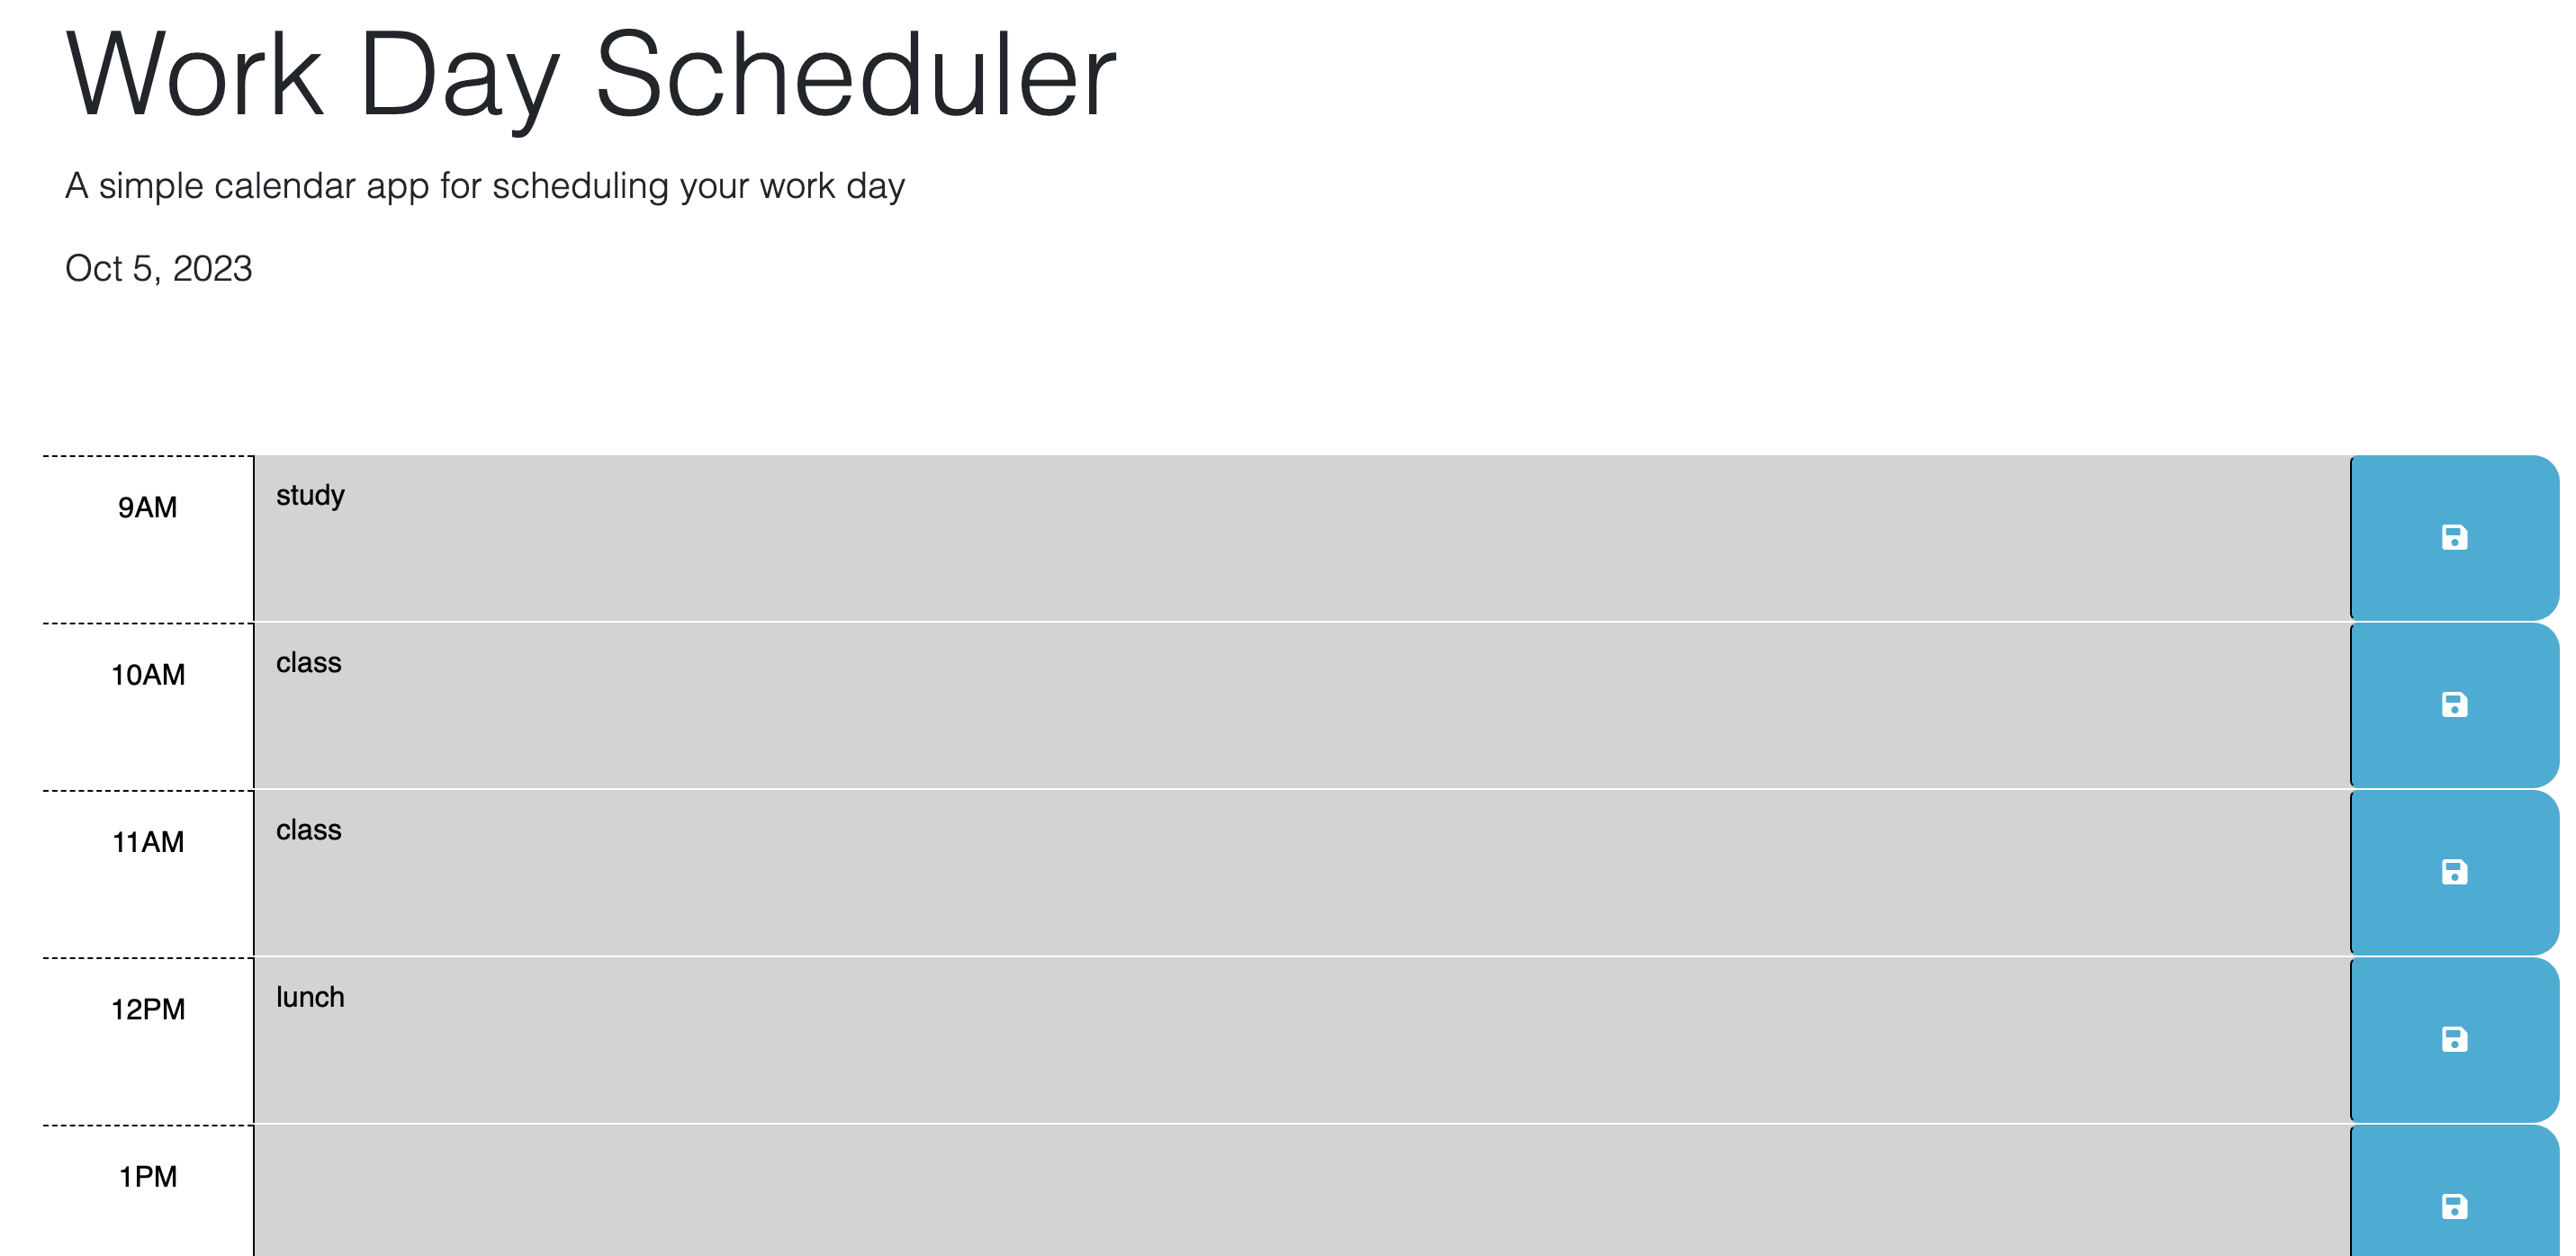 Work Day Scheduler
A simple calendar app for scheduling your work day
Oct 5, 2023
9AM study
10AM class
11AM class
12PM lunch
1PM